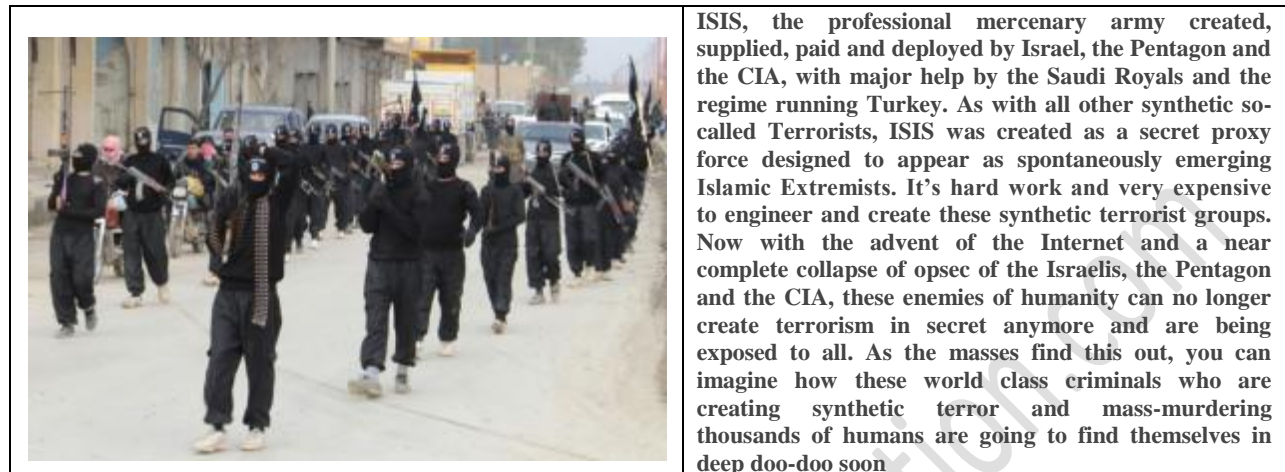 ISIS, the professional mercenary army created,
supplied, paid and deployed by Israel, the Pentagon and
the CIA, with major help by the Saudi Royals and the
regime running Turkey. As with all other synthetic so-
called Terrorists, ISIS was created as a secret proxy
force designed to appear as spontaneously emerging
Islamic Extremists. It’s hard work and very expensive
to engineer and create these synthetic terrorist groups.
Now with the advent of the Internet and a near
complete collapse of opsec of the Israelis, the Pentagon
and the CIA, these enemies of humanity can no longer
create terrorism in secret anymore and are being
exposed to all. As the masses find this out, you can
imagine how these world class criminals who are
creating synthetic terror and mass-murdering
thousands of humans are going to find themselves in
deep doo-doo soon
tion.com